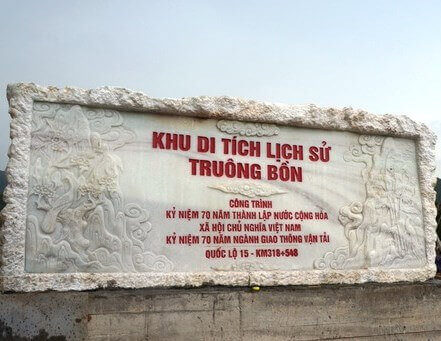 KHU DI TÍCH LỊCH SỬ
TRUÔNG BỒN
CÔNG TRÌNH
KỶ NIỆM 70 NĂM THÀNH LẬP NƯỚC CỘNG HÒA
XÃ HỘI CHỦ NGHĨA VIỆT NAM
KỶ NIỆM 70 NĂM NGÀNH GIAO THÔNG VẬN TẢI
QUỐC LỘ 15 - KM318+548